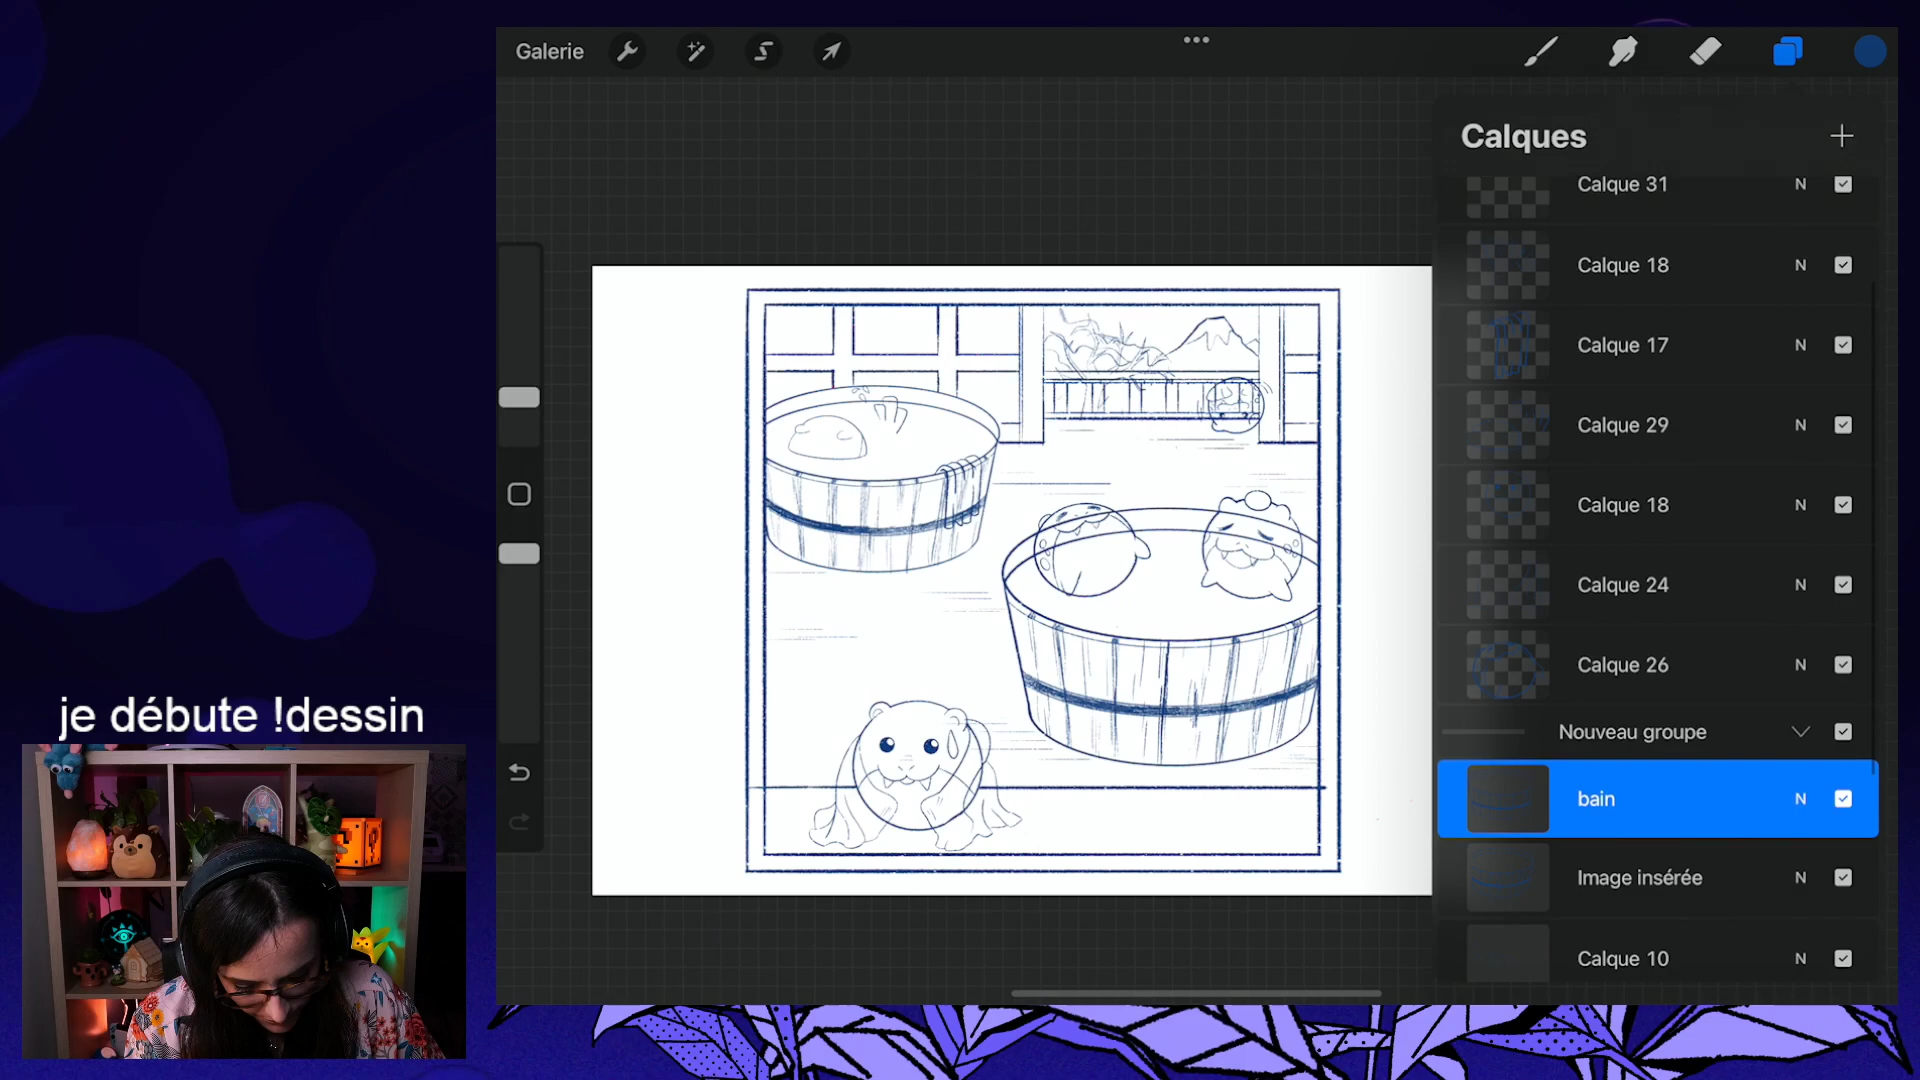 Galerie
Calques
Calque 31 N
Calque 18 N
Calque 17 N
Calque 29 N
Calque 18 N
Calque 24 N
Calque 26 N
Nouveau groupe
bain N
Image insérée N
Calque 10 N
je débute !dessin